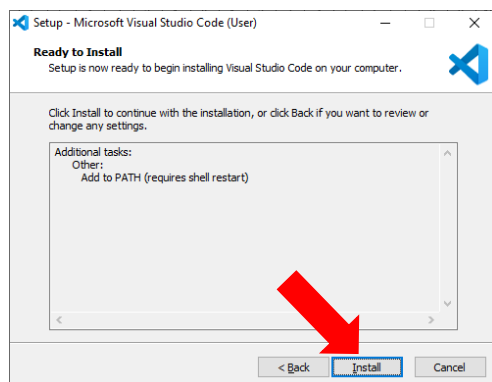 Setup - Microsoft Visual Studio Code (User)
Ready to Install
Setup is now ready to begin installing Visual Studio Code on your computer.
Click Install to continue with the installation, or click Back if you want to review or
change any settings.
Additional tasks:
Other:
Add to PATH (requires shell restart)
< Back Install Cancel